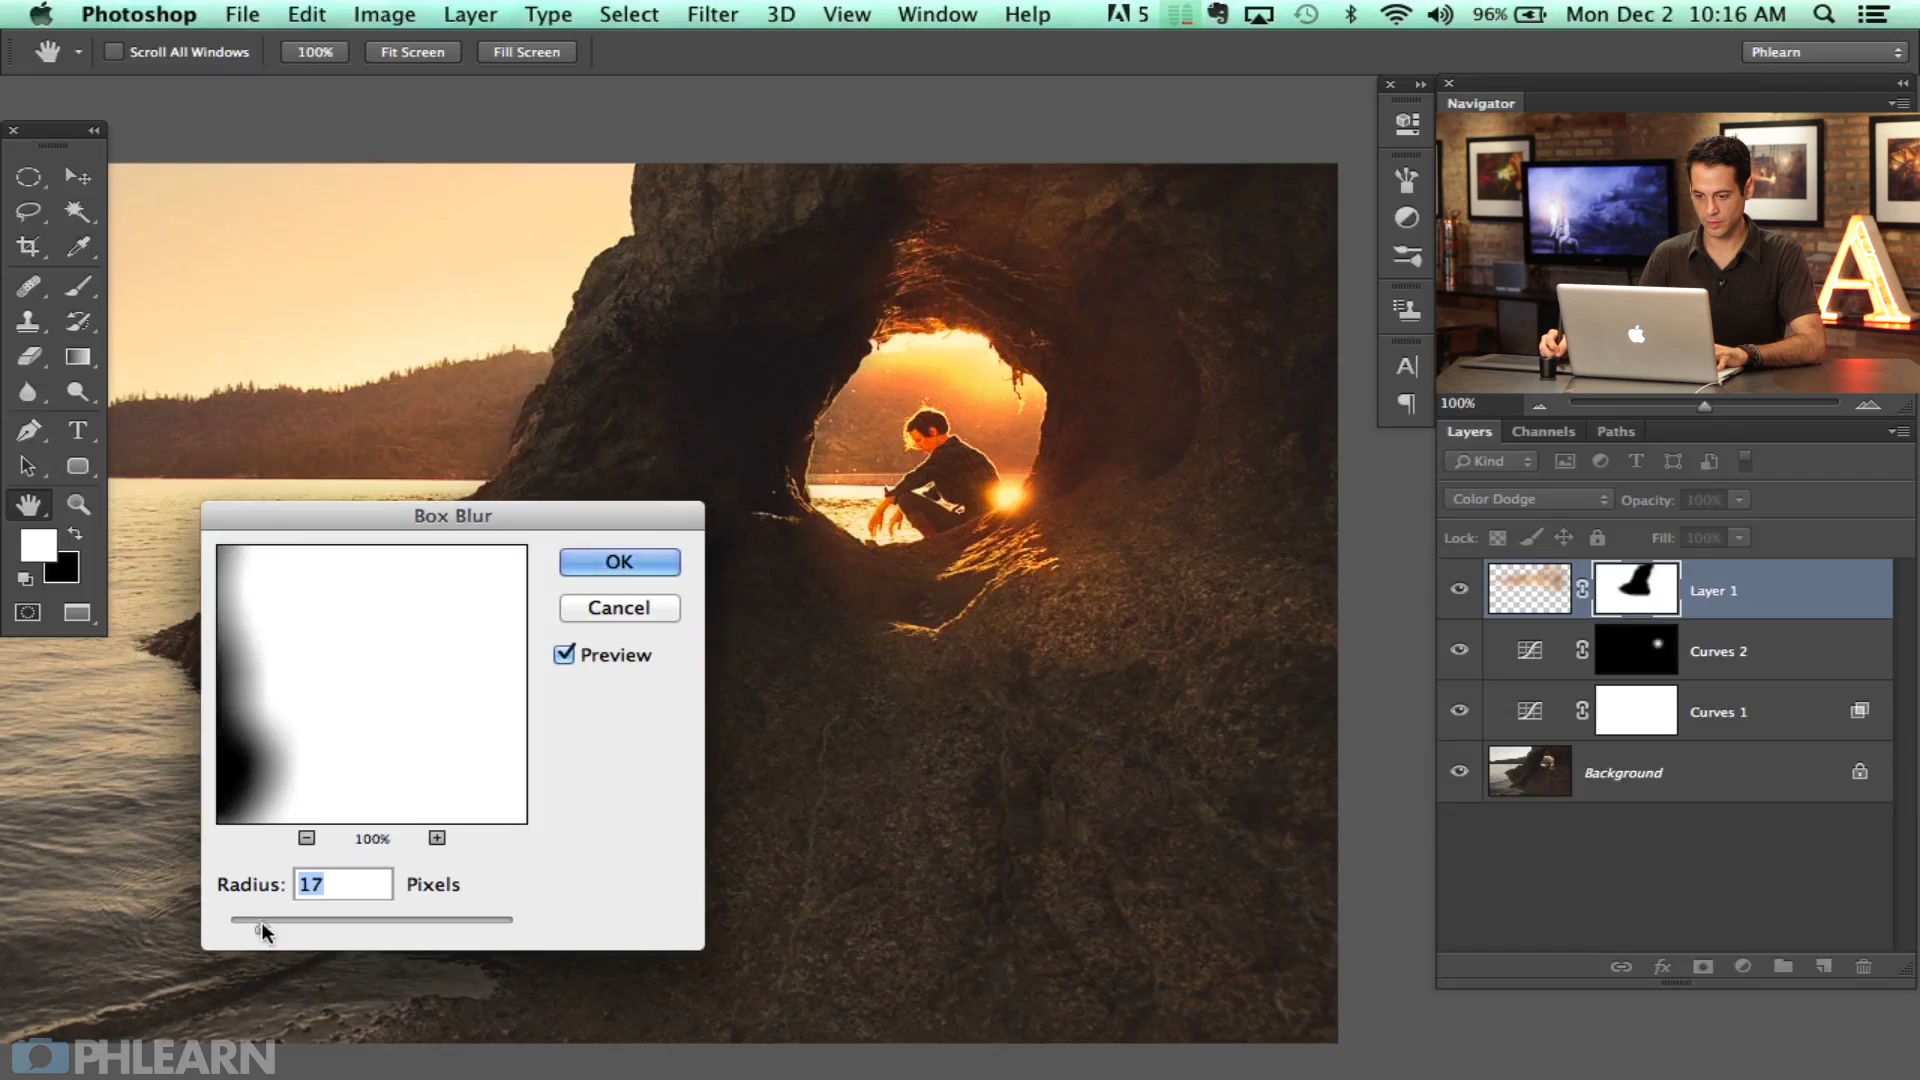 Photoshop File Edit Image Layer Type Select Filter 3D View Window Help 5 96% Mon Dec 2 10:16 AM
Scroll All Windows 100% Fit Screen Fill Screen Phlearn
Navigator
A
100%
Layers Channels Paths
Kind
Color Dodge Opacity: 100%
Lock: Fill: 100%
Layer 1
Curves 2
Curves 1
Background
Box Blur
OK
Cancel
Preview
100%
Radius: 17 Pixels
PHLEARN